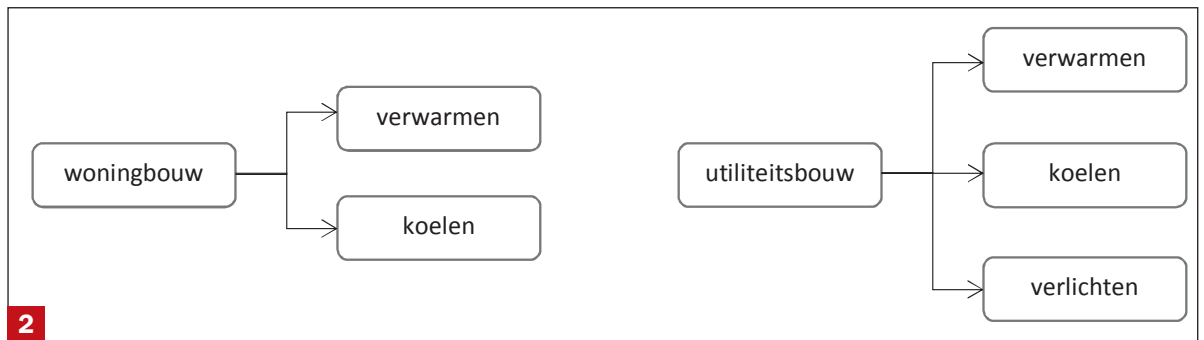 woningbouw
verwarmen
koelen
utiliteitsbouw
verwarmen
koelen
verlichten
2